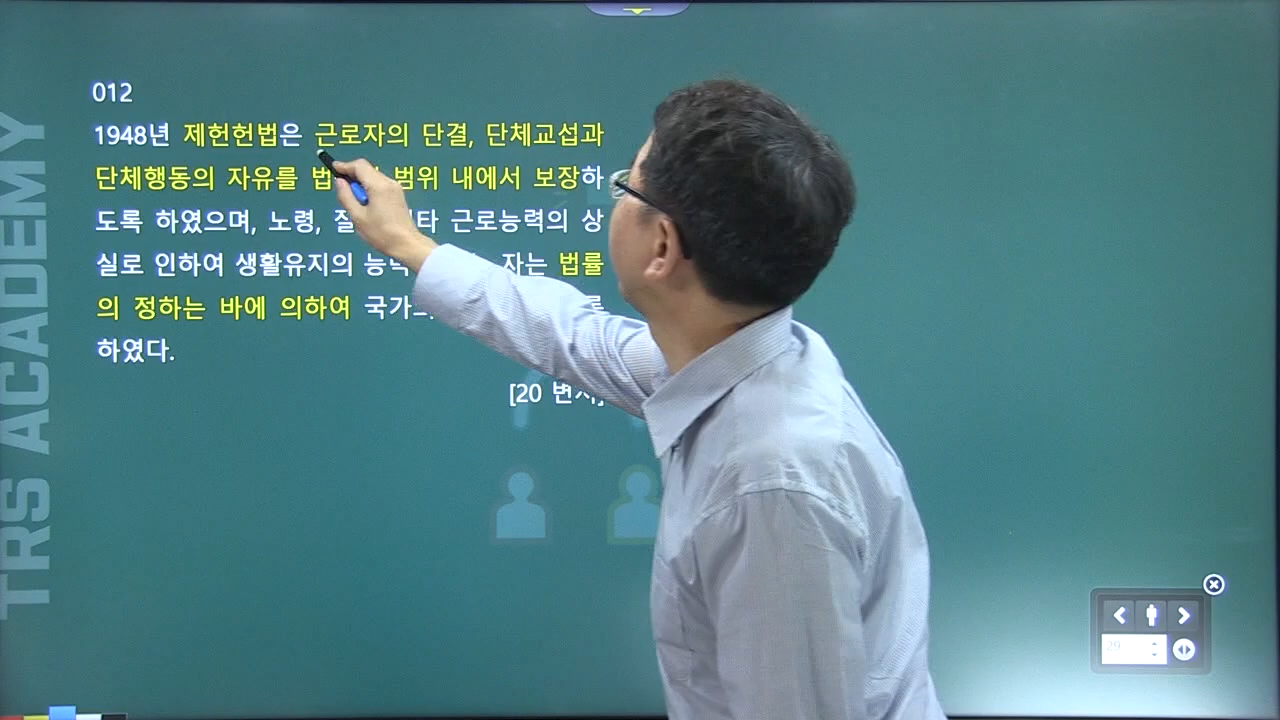 012
1948년 제헌헌법은 근로자의 단결, 단체교섭과
단체행동의 자유를 범위 내에서 보장하
도록 하였으며, 노령, 근로능력의 상
실로 인하여 생활유지의 자는 법률
의 정하는 바에 의하여
하였다.
[20
TRS ACADEMY
29